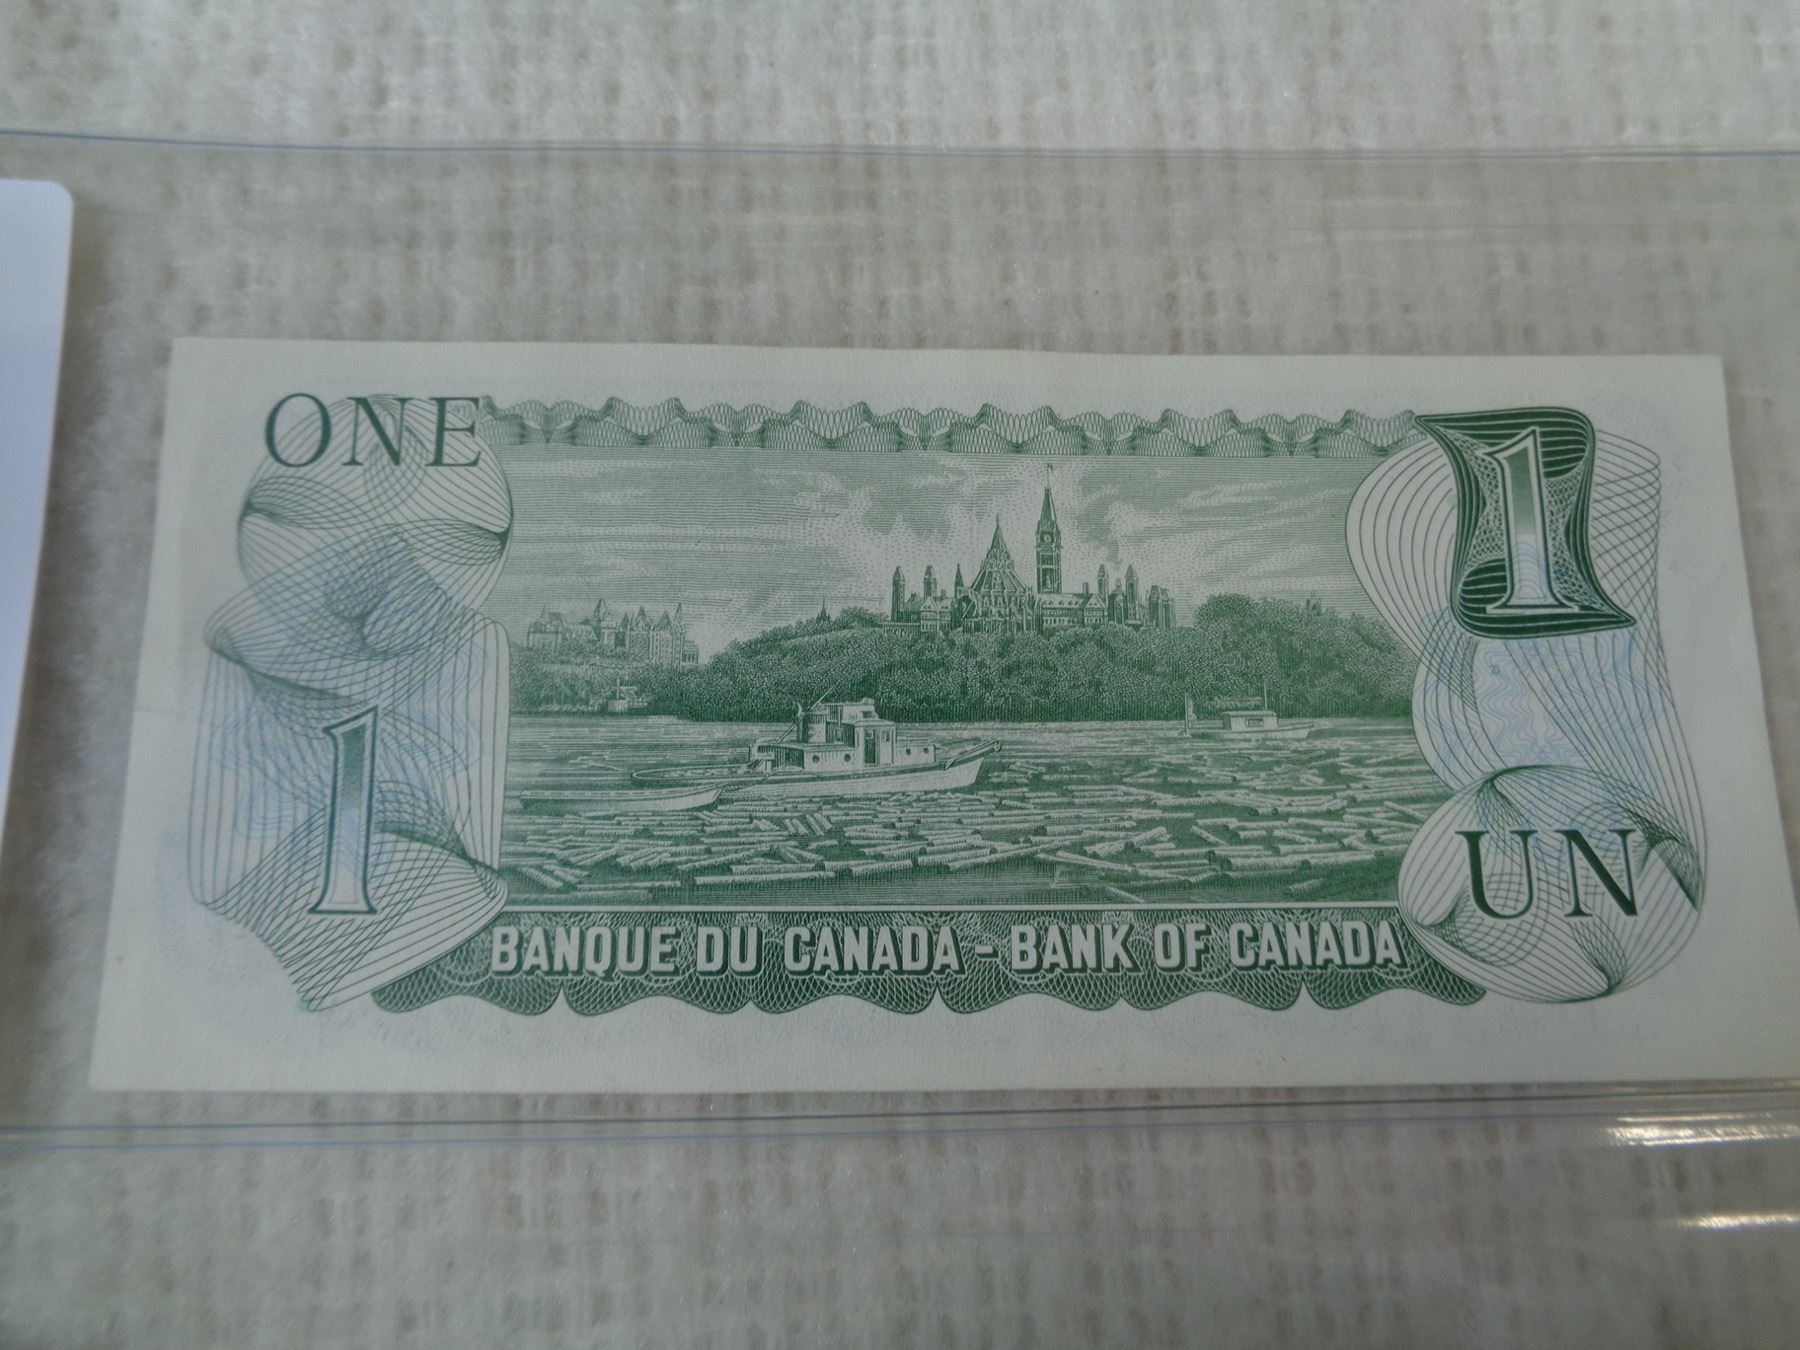 ONE
1
1
BANQUE DU CANADA - BANK OF CANADA
UN